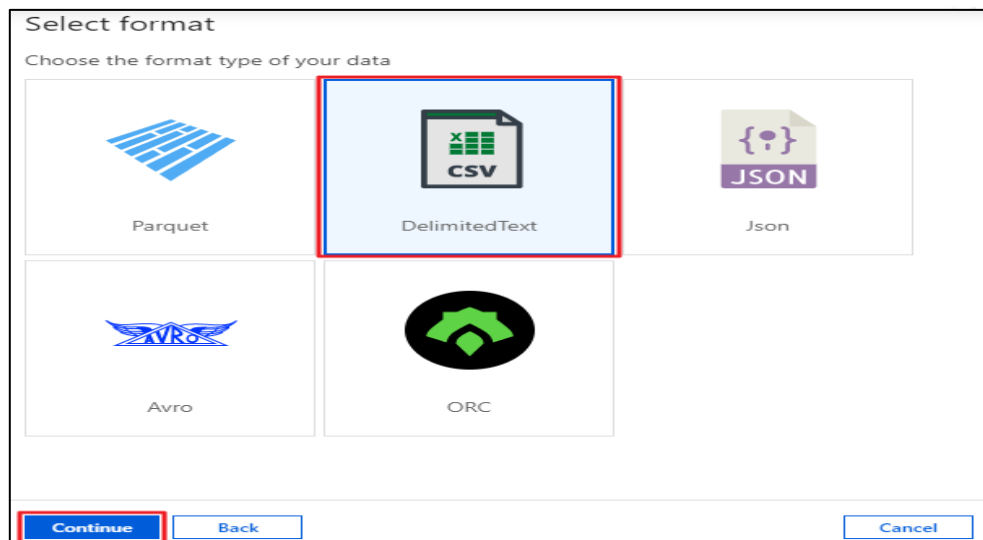 Select format
Choose the format type of your data
X
CSV
{ }
JSON
Parquet
DelimitedText
Json
AVRO
Avro
ORC
Continue
Back
Cancel